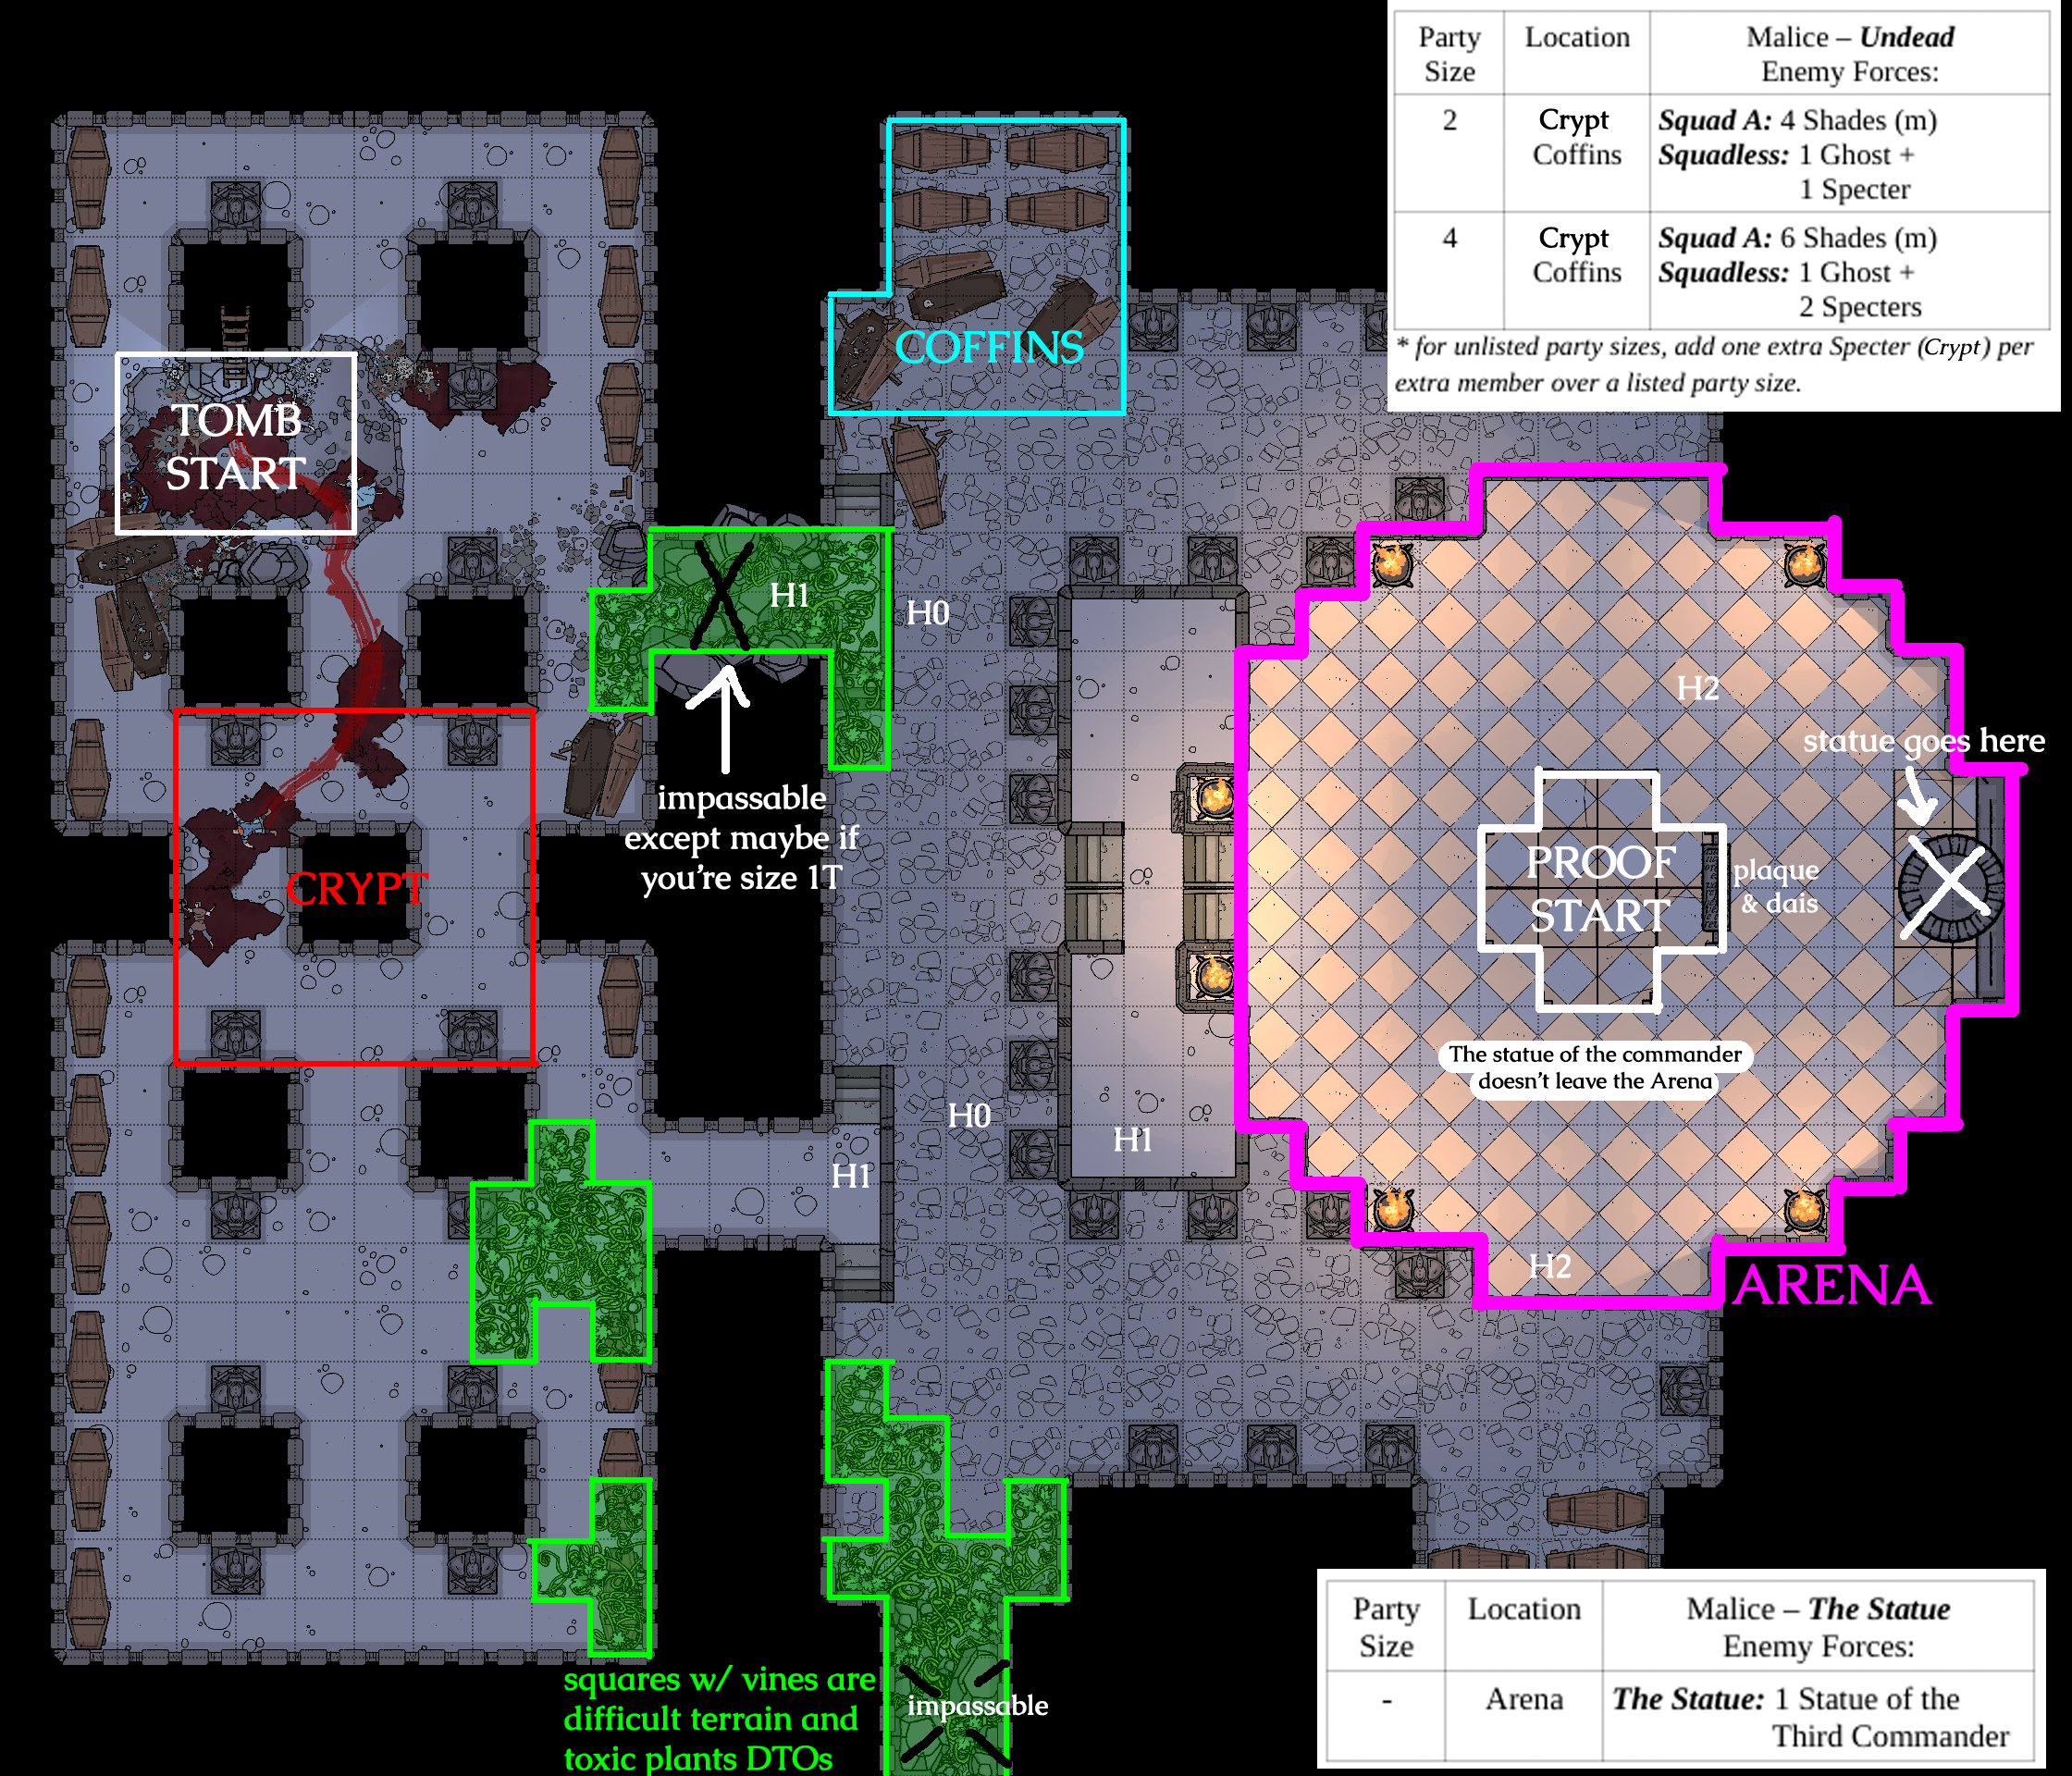 Party Size
Location
Malice – Undead
Enemy Forces:
2
Crypt
Coffins
Squad A: 4 Shades (m)
Squadless: 1 Ghost +
1 Specter
4
Crypt
Coffins
Squad A: 6 Shades (m)
Squadless: 1 Ghost +
2 Specters
* for unlisted party sizes, add one extra Specter (Crypt) per
extra member over a listed party size.
COFFINS
TOMB
START
H1
H0
impassable
except maybe if
you're size 1T
CRYPT
H2
statue goes here
PROOF
START
plaque
& dais
The statue of the commander
doesn't leave the Arena
H0
H1
H1
H2
ARENA
squares w/ vines are
difficult terrain and
toxic plants DTOs
impassable
Party
Size
Location
Malice – The Statue
Enemy Forces:
-
Arena
The Statue: 1 Statue of the
Third Commander